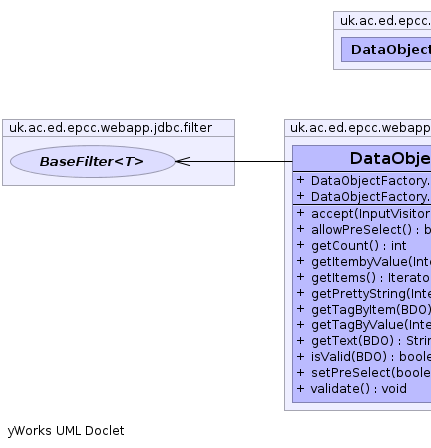 uk.ac.ed.epcc.
DataObject
uk.ac.ed.epcc.webapp.jdbc.filter
BaseFilter<T>
uk.ac.ed.epcc.webapp
DataObje
+ DataObjectFactory.
+ DataObjectFactory.
+ accept(InputVisitor
+ allowPreSelect() : b
+ getCount() : int
+ getItembyValue(Inte
+ getItems() : Iterato
+ getPrettyString(Inte
+ getTagByItem(BDO)
+ getTagByValue(Inte
+ getText(BDO) : Strin
+ isValid(BDO) : boole
+ setPreSelect(boole
+ validate() : void
yWorks UML Doclet